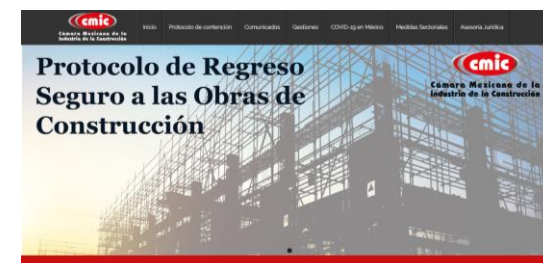 cmic
Cámara Mexicana de la
Industria de la Construcción
Inicio Protocolo de contención Comunicados Gestiones COVID-19 en México Medidas Sectoriales Asesoría Jurídica
Protocolo de Regreso
Seguro a las Obras de
Construcción
cmic
Cámara Mexicana de la
Industria de la Construcción